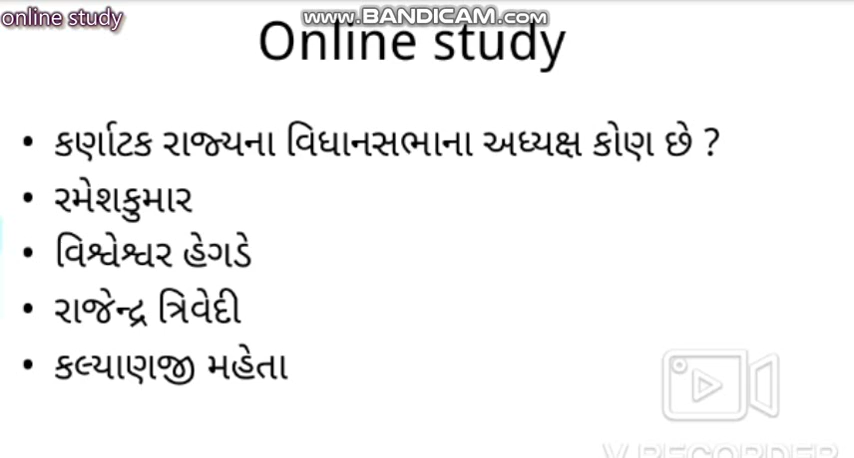 online study
www.BANDICAM.com
Online study
• કર્ણાટક રાજ્યના વિધાનસભાના અધ્યક્ષ કોણ છે ?
• રમેશકુમાર
• વિશ્વેશ્વર હેગડે
• રાજેન્દ્ર ત્રિવેદી
• કલ્યાણજી મહેતા
V RECORDER